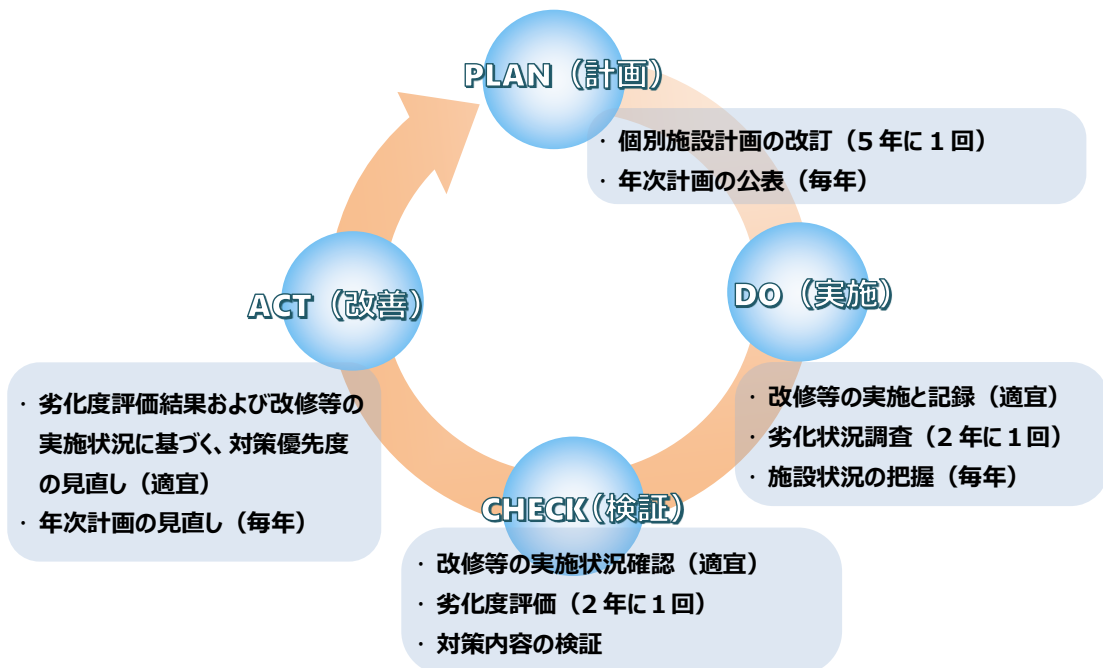 PLAN（計画）
・ 個別施設計画の改訂（5年に1回）
・ 年次計画の公表（毎年）
DO（実施）
・ 改修等の実施と記録（適宜）
・ 劣化状況調査（2年に1回）
・ 施設状況の把握（毎年）
CHECK（検証）
・ 改修等の実施状況確認（適宜）
・ 劣化度評価（2年に1回）
・ 対策内容の検証
ACT（改善）
・ 劣化度評価結果および改修等の
実施状況に基づく、対策優先度
の見直し（適宜）
・ 年次計画の見直し（毎年）